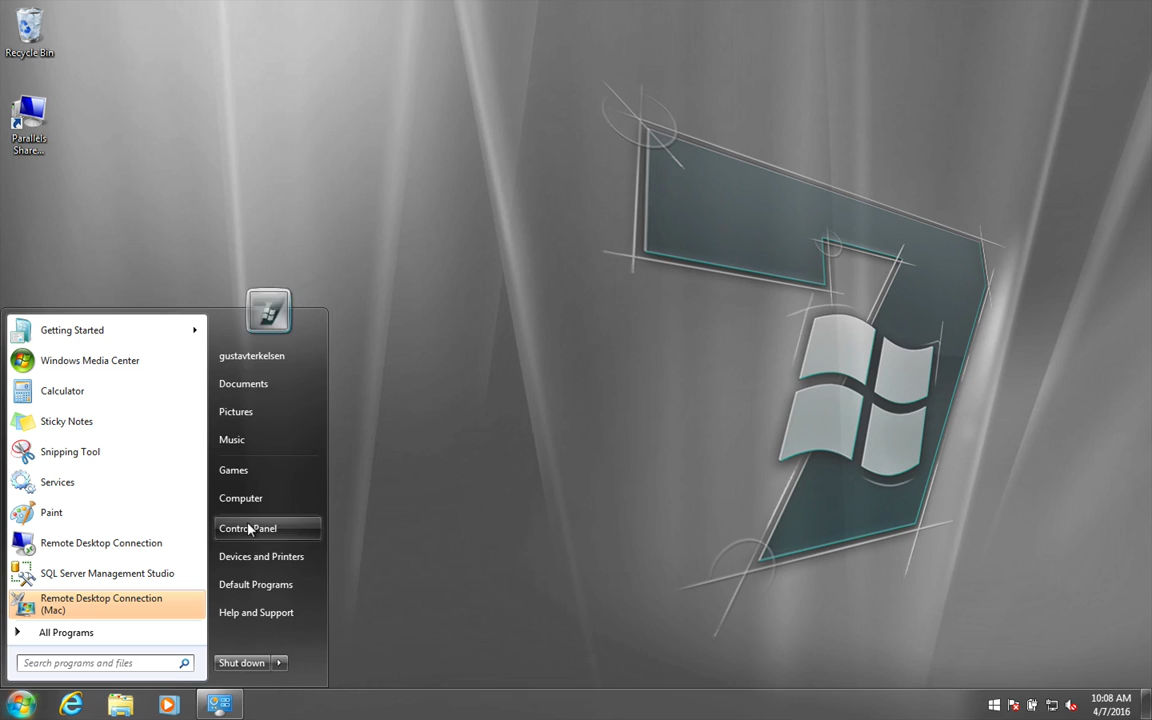 Recycle Bin
Parallels
Share...
Getting Started
Windows Media Center
Calculator
Sticky Notes
Snipping Tool
Services
Paint
Remote Desktop Connection
SQL Server Management Studio
Remote Desktop Connection
(Mac)
All Programs
Search programs and files
gustavterkelsen
Documents
Pictures
Music
Games
Computer
Control Panel
Devices and Printers
Default Programs
Help and Support
Shut down
10:08 AM
4/7/2016